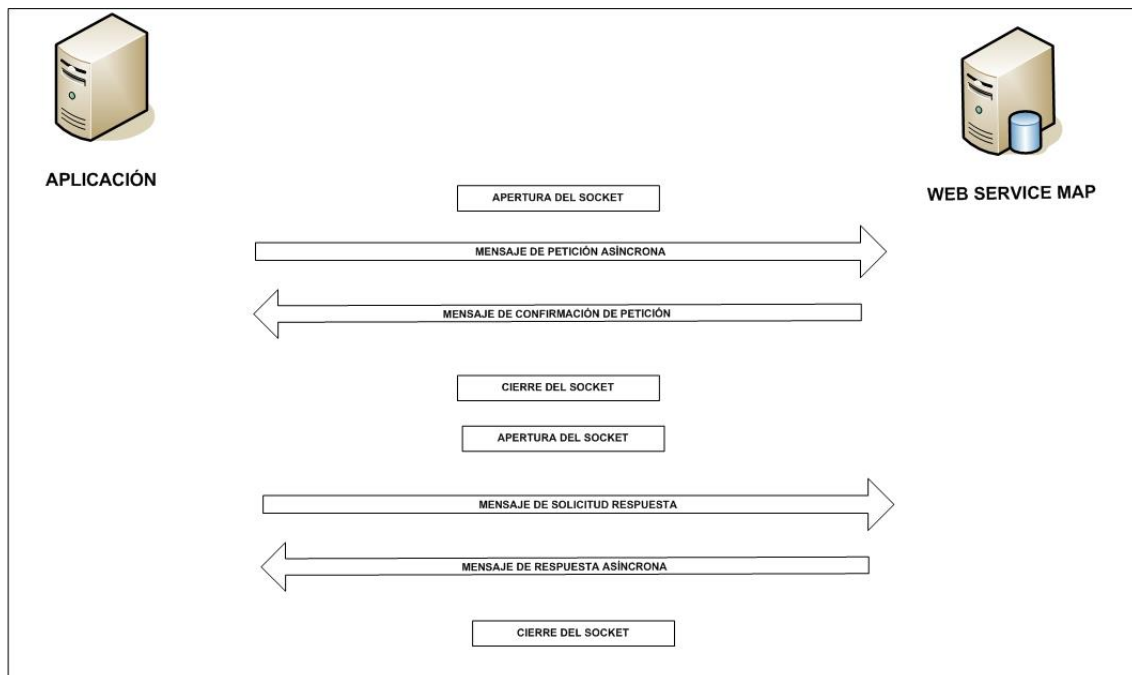 APLICACIÓN
WEB SERVICE MAP
APERTURA DEL SOCKET
MENSAJE DE PETICIÓN ASÍNCRONA
MENSAJE DE CONFIRMACIÓN DE PETICIÓN
CIERRE DEL SOCKET
APERTURA DEL SOCKET
MENSAJE DE SOLICITUD RESPUESTA
MENSAJE DE RESPUESTA ASÍNCRONA
CIERRE DEL SOCKET